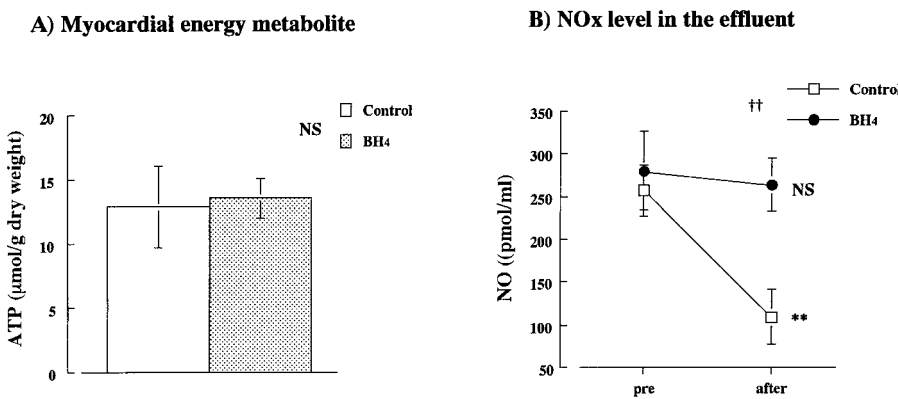 A) Myocardial energy metabolite
20
15
10
5
0
ATP (μmol/g dry weight)
NS
Control
BH4
B) NOx level in the effluent
Control
BH4
††
350
300
250
200
150
100
50
NO ((pmol/ml)
NS
**
pre
after